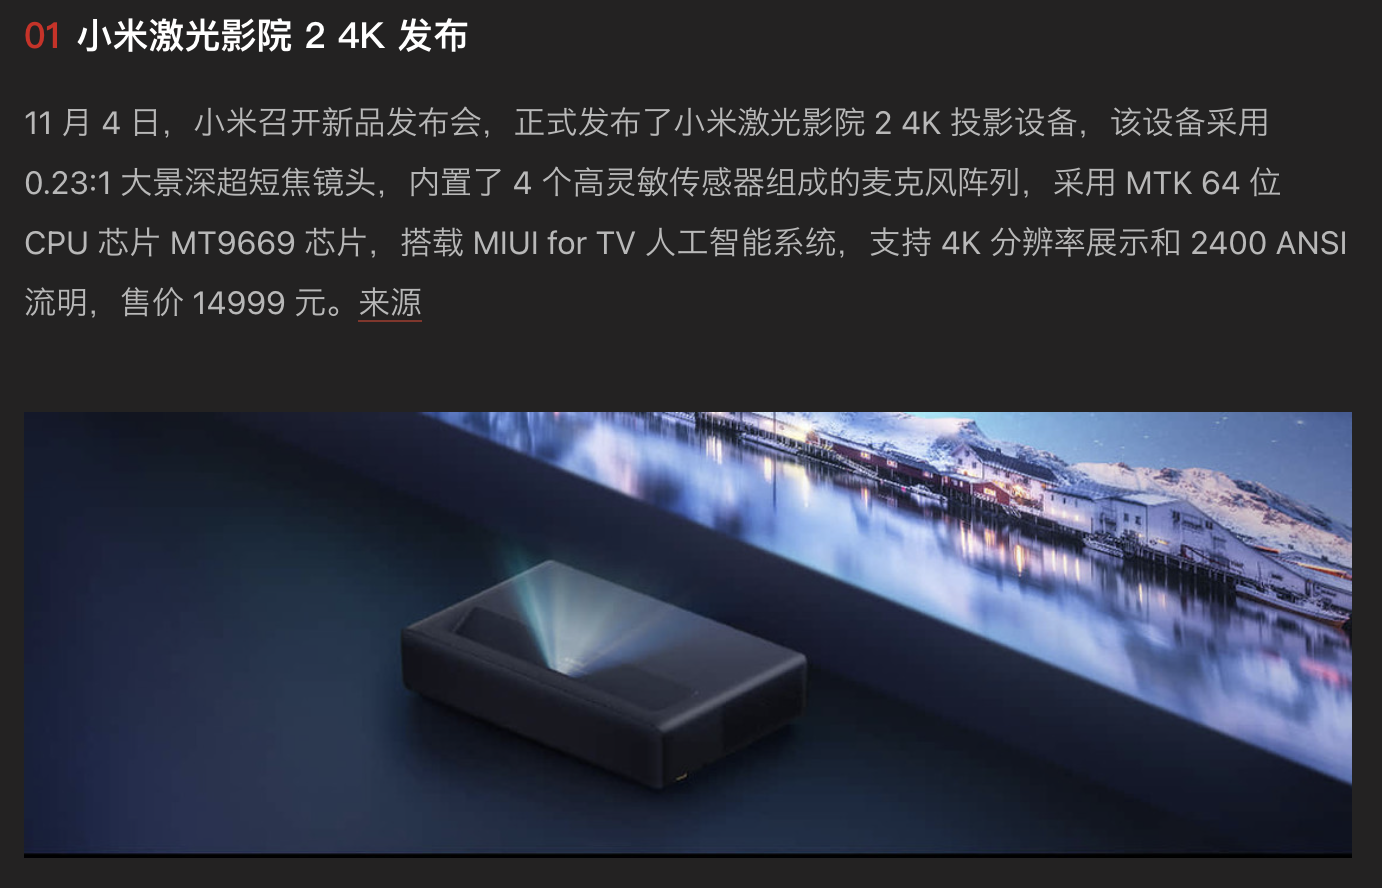 01 小米激光影院 2 4K 发布
11 月 4 日，小米召开新品发布会，正式发布了小米激光影院 2 4K 投影设备，该设备采用
0.23:1 大景深超短焦镜头，内置了 4 个高灵敏传感器组成的麦克风阵列，采用 MTK 64 位
CPU 芯片 MT9669 芯片，搭载 MIUI for TV 人工智能系统，支持 4K 分辨率展示和 2400 ANSI
流明，售价 14999 元。来源